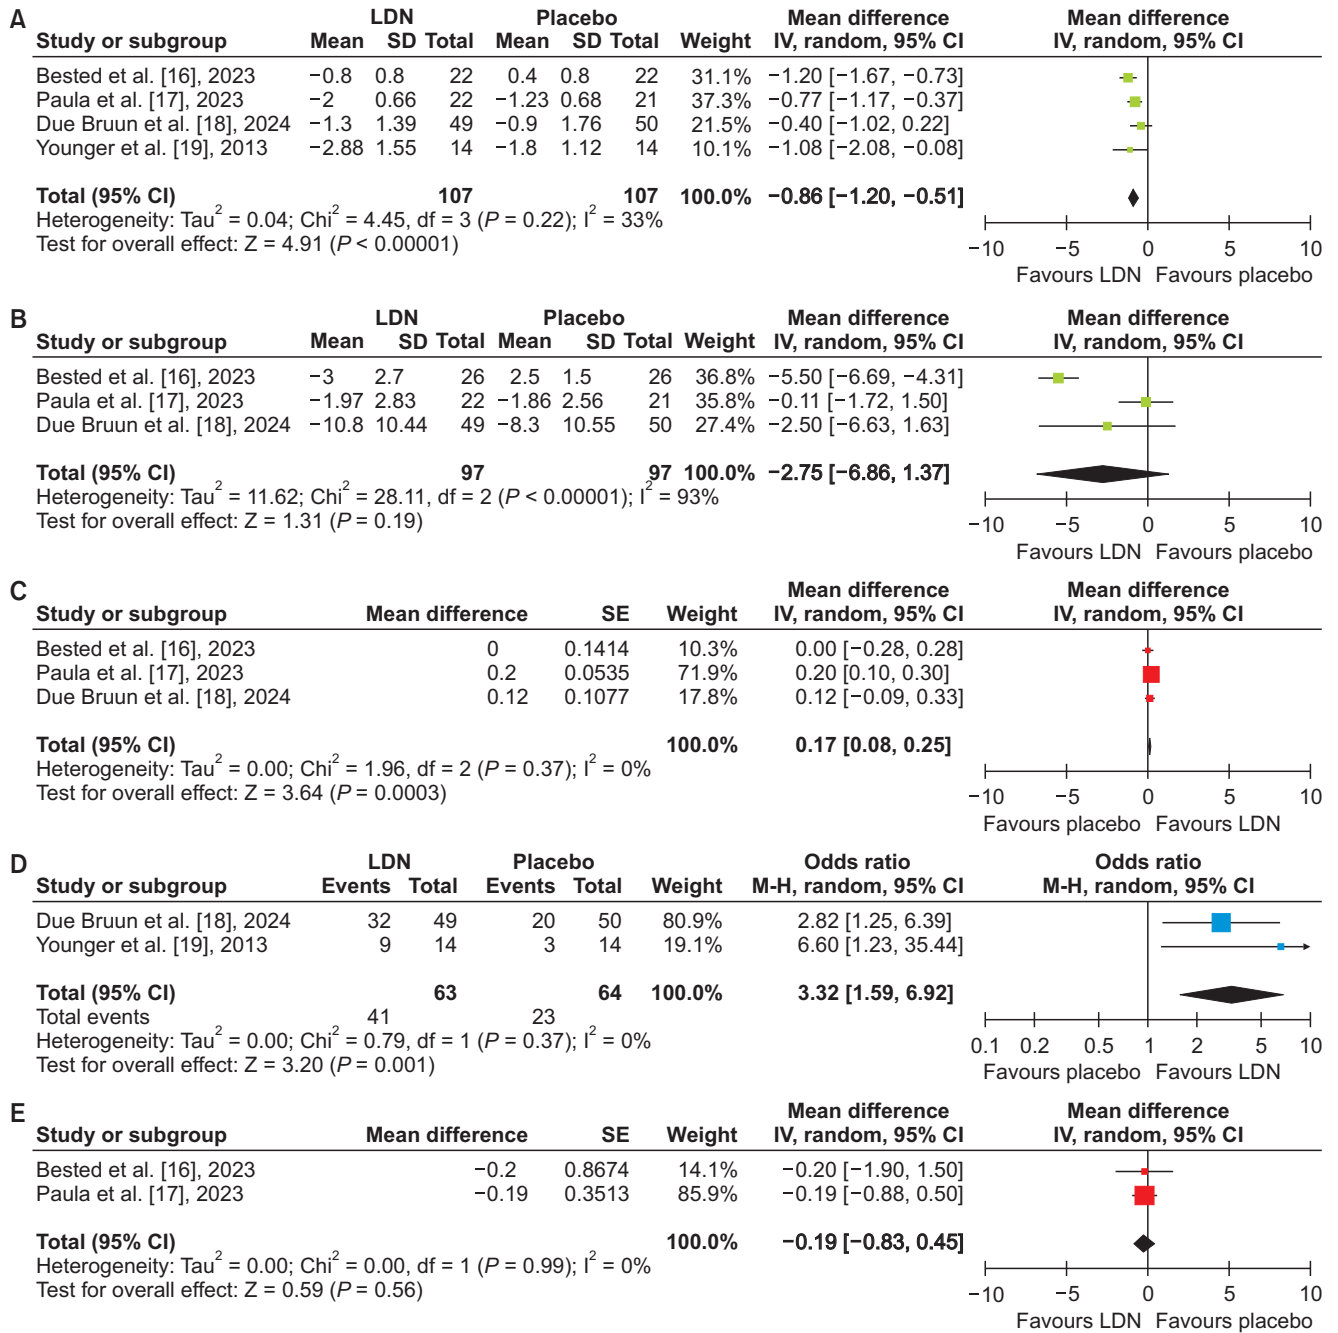 A LDN Placebo Mean difference Mean difference
Study or subgroup Mean SD Total Mean SD Total Weight IV, random, 95% CI IV, random, 95% CI
Bested et al. [16], 2023 −0.8 0.8 22 0.4 0.8 22 31.1% −1.20 [−1.67, −0.73]
Paula et al. [17], 2023 −2 0.66 22 −1.23 0.68 21 37.3% −0.77 [−1.17, −0.37]
Due Bruun et al. [18], 2024 −1.3 1.39 49 −0.9 1.76 50 21.5% −0.40 [−1.02, 0.22]
Younger et al. [19], 2013 −2.88 1.55 14 −1.8 1.12 14 10.1% −1.08 [−2.08, −0.08]
Total (95% CI) 107 107 100.0% −0.86 [−1.20, −0.51]
Heterogeneity: Tau² = 0.04; Chi² = 4.45, df = 3 (P = 0.22); I² = 33%
Test for overall effect: Z = 4.91 (P < 0.00001)
−10 −5 0 5 10
Favours LDN Favours placebo
B LDN Placebo Mean difference Mean difference
Study or subgroup Mean SD Total Mean SD Total Weight IV, random, 95% CI IV, random, 95% CI
Bested et al. [16], 2023 −3 2.7 26 2.5 1.5 26 36.8% −5.50 [−6.69, −4.31]
Paula et al. [17], 2023 −1.97 2.83 22 −1.86 2.56 21 35.8% −0.11 [−1.72, 1.50]
Due Bruun et al. [18], 2024 −10.8 10.44 49 −8.3 10.55 50 27.4% −2.50 [−6.63, 1.63]
Total (95% CI) 97 97 100.0% −2.75 [−6.86, 1.37]
Heterogeneity: Tau² = 11.62; Chi² = 28.11, df = 2 (P < 0.00001); I² = 93%
Test for overall effect: Z = 1.31 (P = 0.19)
−10 −5 0 5 10
Favours LDN Favours placebo
C Mean difference Mean difference
Study or subgroup Mean difference SE Weight IV, random, 95% CI IV, random, 95% CI
Bested et al. [16], 2023 0 0.1414 10.3% 0.00 [−0.28, 0.28]
Paula et al. [17], 2023 0.2 0.0535 71.9% 0.20 [0.10, 0.30]
Due Bruun et al. [18], 2024 0.12 0.1077 17.8% 0.12 [−0.09, 0.33]
Total (95% CI) 100.0% 0.17 [0.08, 0.25]
Heterogeneity: Tau² = 0.00; Chi² = 1.96, df = 2 (P = 0.37); I² = 0%
Test for overall effect: Z = 3.64 (P = 0.0003)
−10 −5 0 5 10
Favours placebo Favours LDN
D LDN Placebo Odds ratio Odds ratio
Study or subgroup Events Total Events Total Weight M-H, random, 95% CI M-H, random, 95% CI
Due Bruun et al. [18], 2024 32 49 20 50 80.9% 2.82 [1.25, 6.39]
Younger et al. [19], 2013 9 14 3 14 19.1% 6.60 [1.23, 35.44]
Total (95% CI) 63 64 100.0% 3.32 [1.59, 6.92]
Total events 41 23
Heterogeneity: Tau² = 0.00; Chi² = 0.79, df = 1 (P = 0.37); I² = 0%
Test for overall effect: Z = 3.20 (P = 0.001)
0.1 0.2 0.5 1 2 5 10
Favours placebo Favours LDN
E Mean difference Mean difference
Study or subgroup Mean difference SE Weight IV, random, 95% CI IV, random, 95% CI
Bested et al. [16], 2023 −0.2 0.8674 14.1% −0.20 [−1.90, 1.50]
Paula et al. [17], 2023 −0.19 0.3513 85.9% −0.19 [−0.88, 0.50]
Total (95% CI) 100.0% −0.19 [−0.83, 0.45]
Heterogeneity: Tau² = 0.00; Chi² = 0.00, df = 1 (P = 0.99); I² = 0%
Test for overall effect: Z = 0.59 (P = 0.56)
−10 −5 0 5 10
Favours LDN Favours placebo